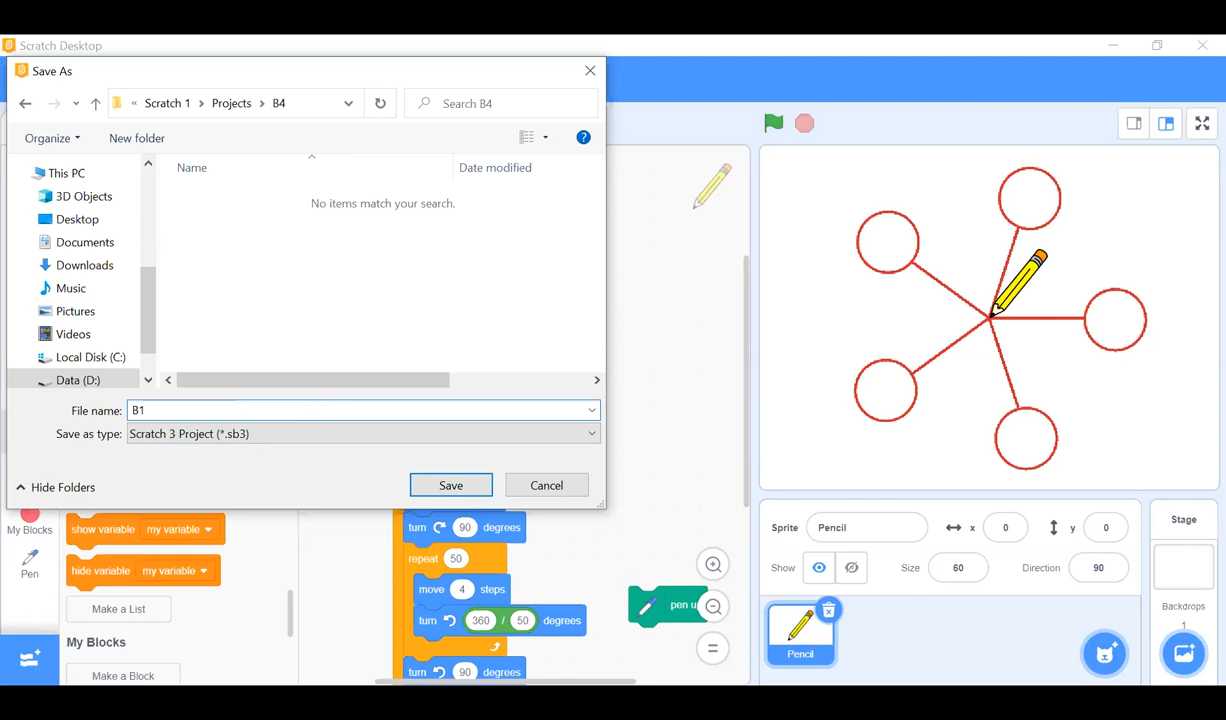 Scratch Desktop
Save As
« Scratch 1 > Projects > B4
Search B4
Organize
New folder
Name
Date modified
No items match your search.
This PC
3D Objects
Desktop
Documents
Downloads
Music
Pictures
Videos
Local Disk (C:)
Data (D:)
File name: B1
Save as type: Scratch 3 Project (*.sb3)
Hide Folders
Save
Cancel
My Blocks
Pen
show variable my variable
hide variable my variable
Make a List
My Blocks
Make a Block
turn 90 degrees
repeat 50
move 4 steps
turn 360 / 50 degrees
turn 90 degrees
pen u
Sprite Pencil x 0 y 0
Show Size 60 Direction 90
Pencil
Stage
Backdrops
1